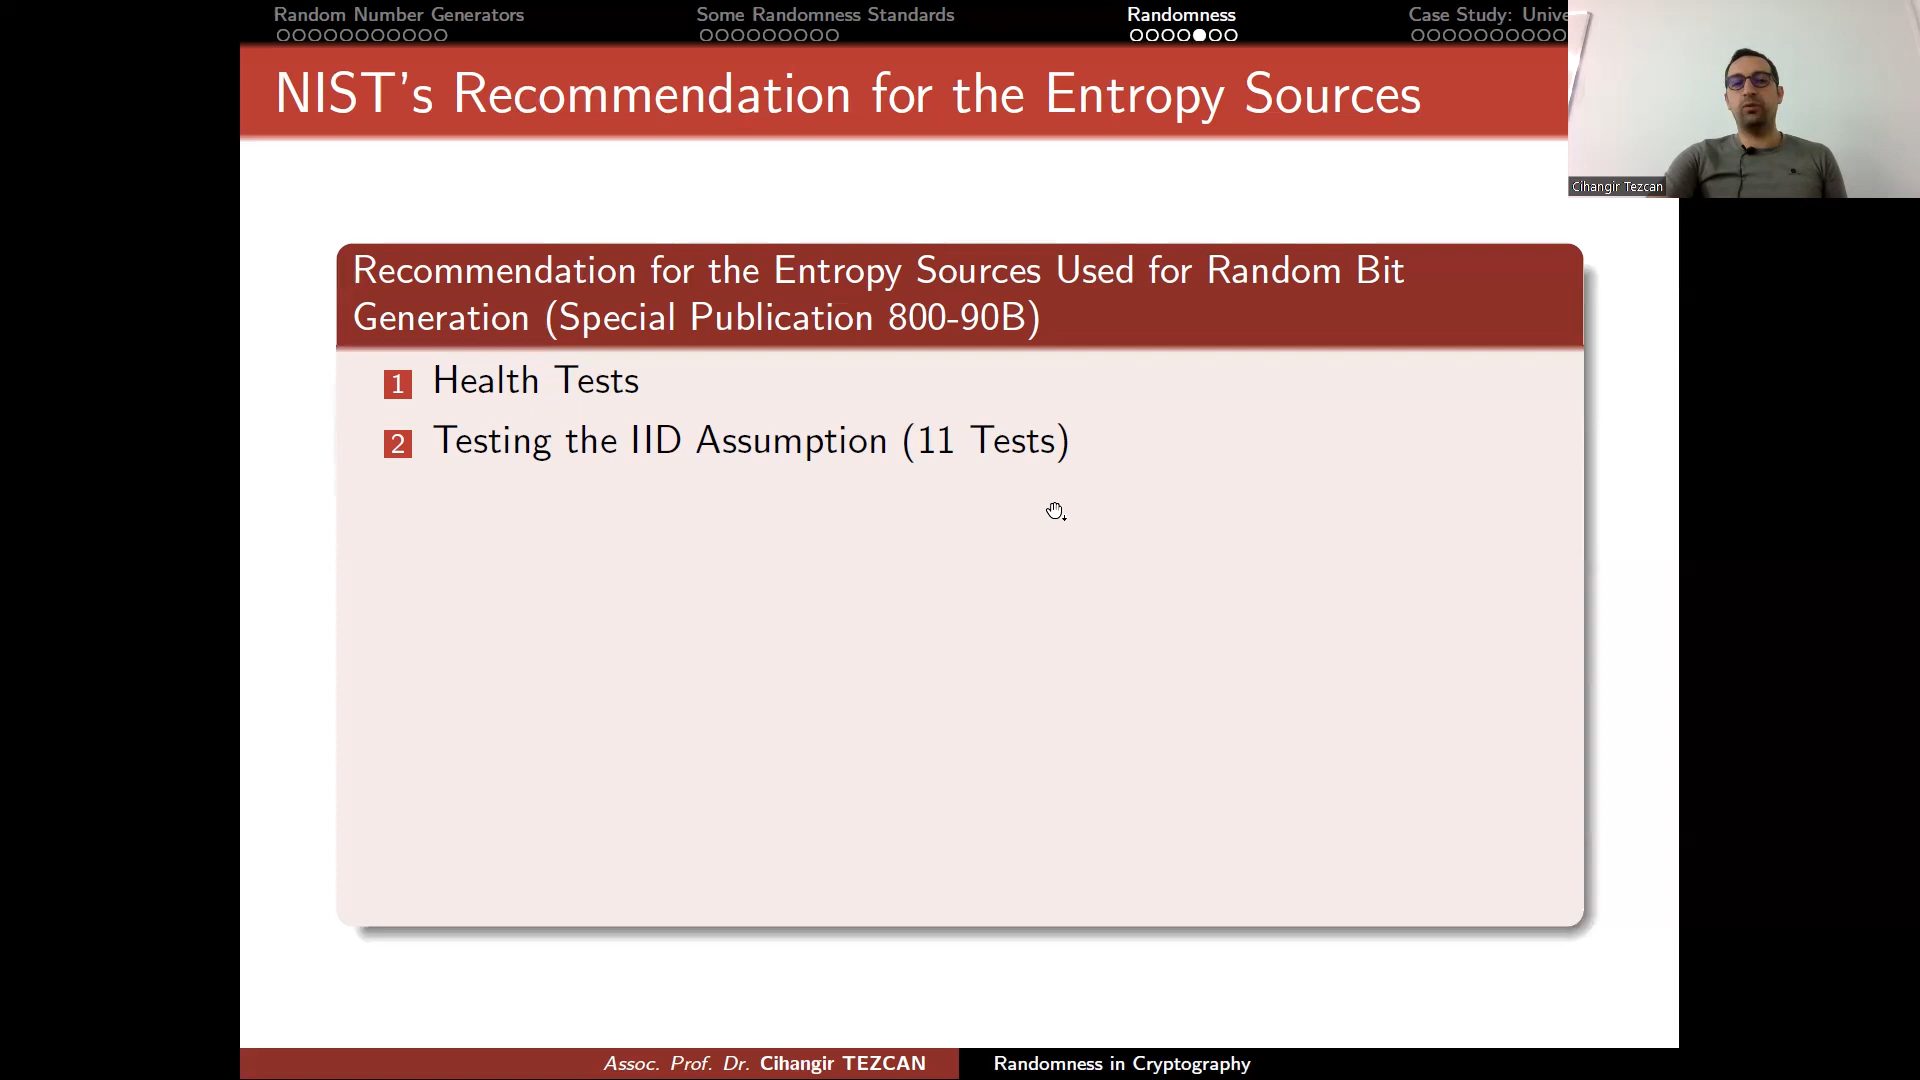 Random Number Generators
Some Randomness Standards
Randomness
Case Study: Unive
NIST's Recommendation for the Entropy Sources
Cihangir Tezcan
Recommendation for the Entropy Sources Used for Random Bit
Generation (Special Publication 800-90B)
1 Health Tests
2 Testing the IID Assumption (11 Tests)
Assoc. Prof. Dr. Cihangir TEZCAN
Randomness in Cryptography